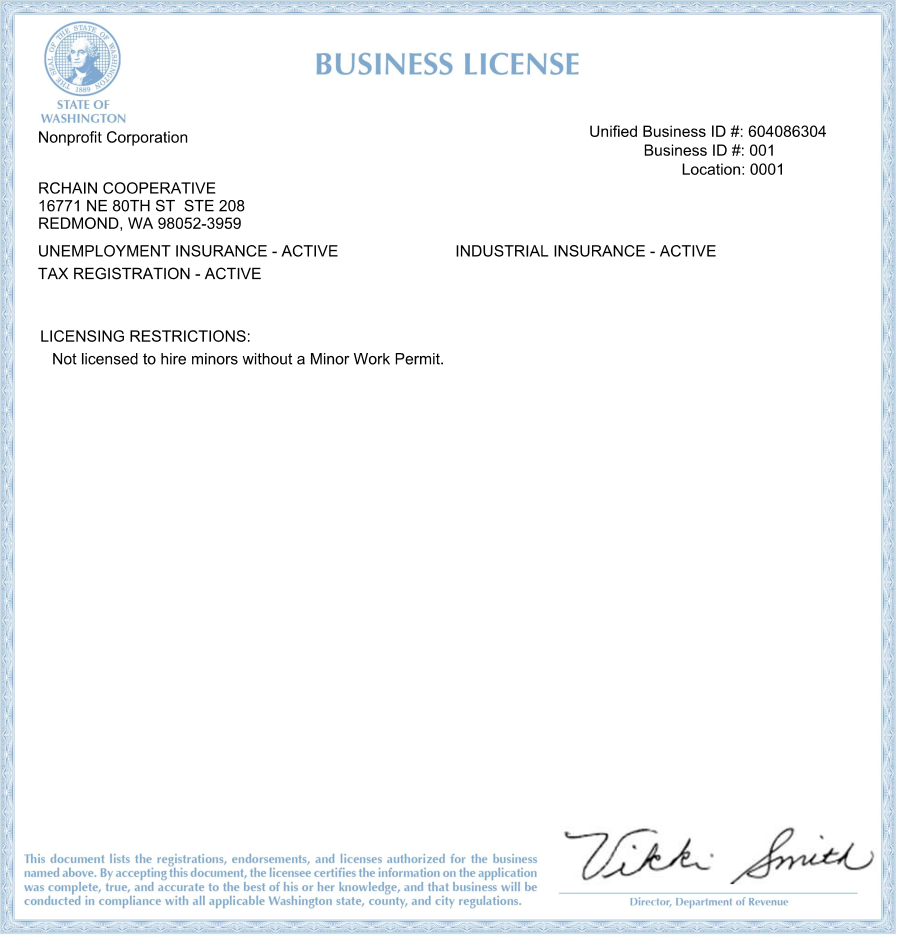 THE SEAL OF THE STATE OF WASHINGTON
1889
STATE OF
WASHINGTON
BUSINESS LICENSE
Nonprofit Corporation
Unified Business ID #: 604086304
Business ID #: 001
Location: 0001
RCHAIN COOPERATIVE
16771 NE 80TH ST  STE 208
REDMOND, WA 98052-3959
UNEMPLOYMENT INSURANCE - ACTIVE
INDUSTRIAL INSURANCE - ACTIVE
TAX REGISTRATION - ACTIVE
LICENSING RESTRICTIONS:
Not licensed to hire minors without a Minor Work Permit.
This document lists the registrations, endorsements, and licenses authorized for the business
named above. By accepting this document, the licensee certifies the information on the application
was complete, true, and accurate to the best of his or her knowledge, and that business will be
conducted in compliance with all applicable Washington state, county, and city regulations.
Vikki Smith
Director, Department of Revenue